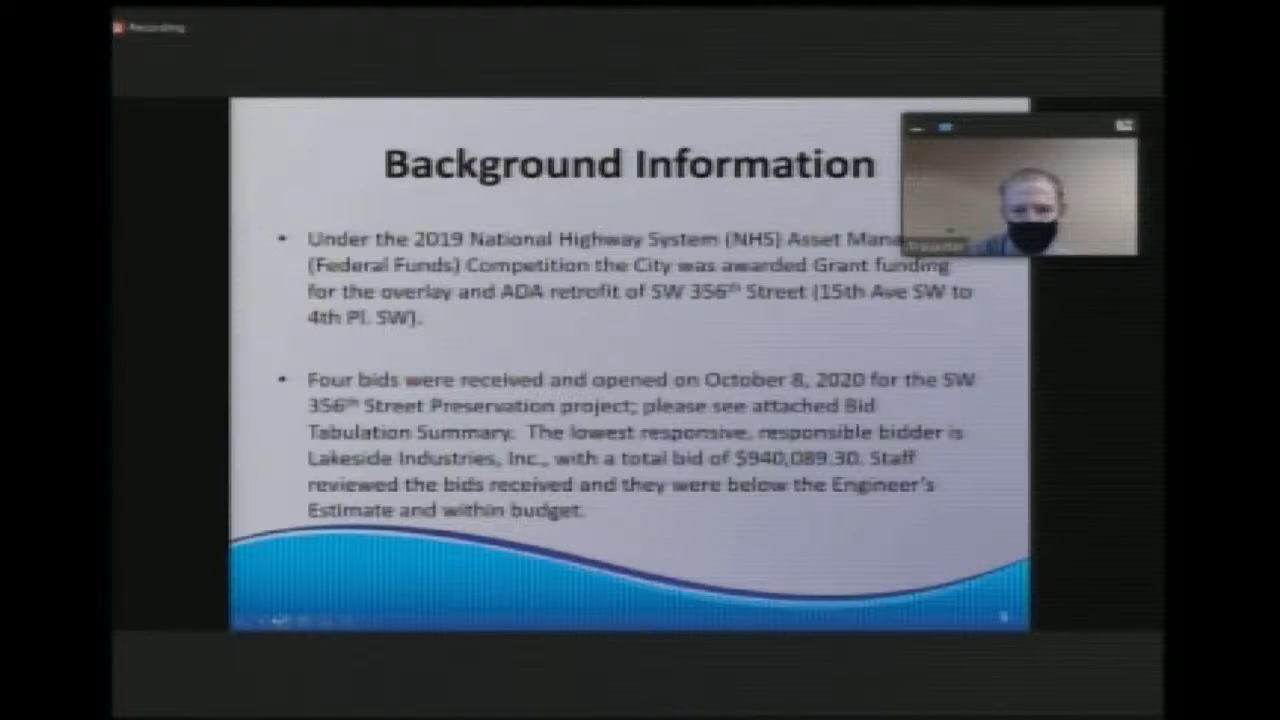 Recording
Background Information
• Under the 2019 National Highway System (NHS) Asset Mana
(Federal Funds) Competition the City was awarded Grant funding
for the overlay and ADA retrofit of SW 356th Street (15th Ave SW to
4th Pl. SW).
• Four bids were received and opened on October 8, 2020 for the SW
356th Street Preservation project; please see attached Bid
Tabulation Summary. The lowest responsive, responsible bidder is
Lakeside Industries, Inc., with a total bid of $940,089.30. Staff
reviewed the bids received and they were below the Engineer's
Estimate and within budget.